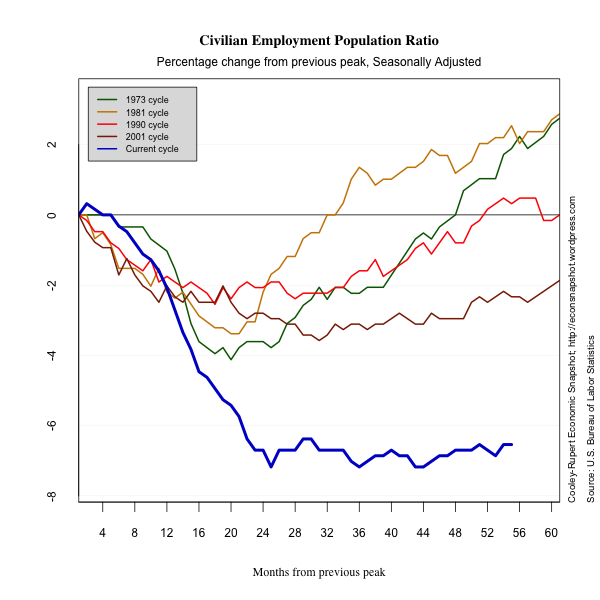 Civilian Employment Population Ratio
Percentage change from previous peak, Seasonally Adjusted
1973 cycle
1981 cycle
1990 cycle
2001 cycle
Current cycle
2
0
-2
-4
-6
-8
4 8 12 16 20 24 28 32 36 40 44 48 52 56 60
Months from previous peak
Cooley-Rupert Economic Snapshot; http://econsnapshot.wordpress.com
Source: U.S. Bureau of Labor Statistics